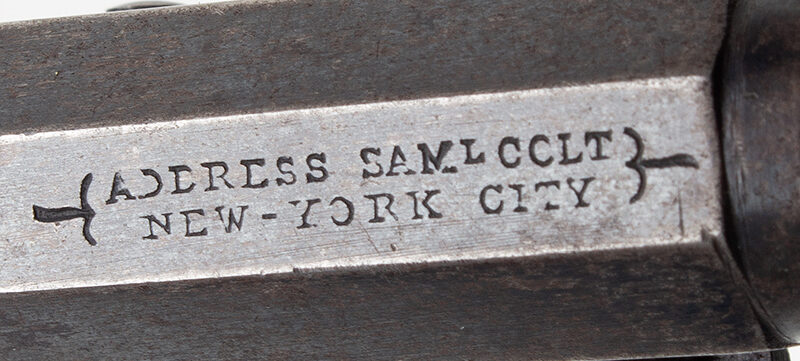 ADDRESS SAML COLT
NEW-YORK CITY